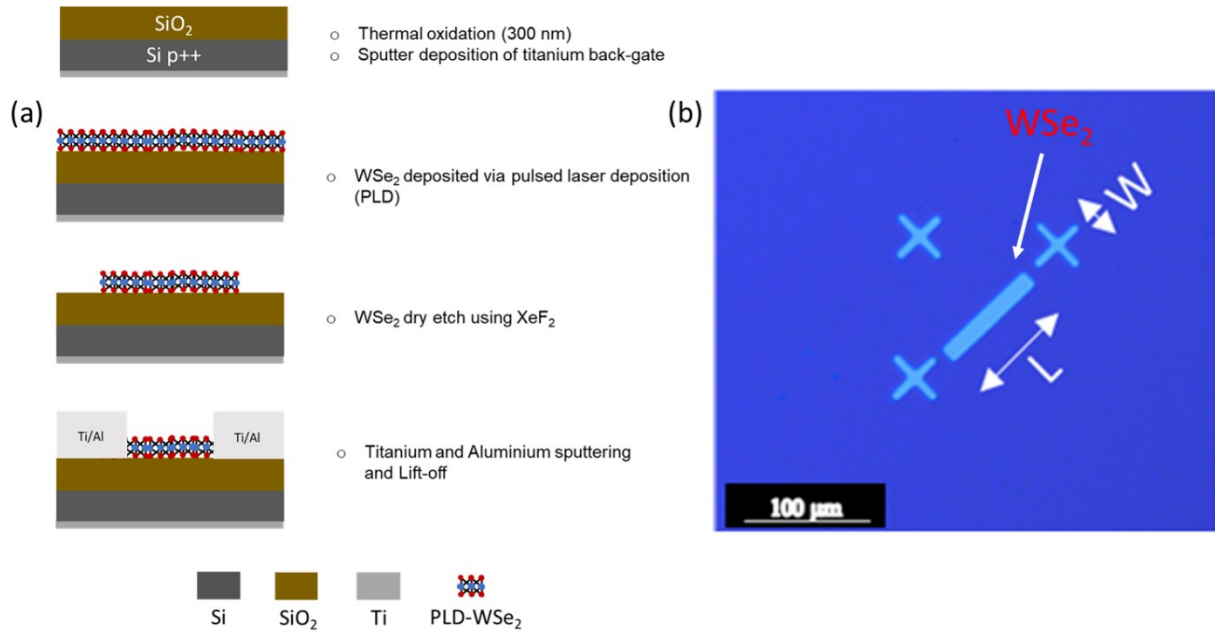 SiO₂
Si p++
○ Thermal oxidation (300 nm)
○ Sputter deposition of titanium back-gate
(a)
○ WSe₂ deposited via pulsed laser deposition
(PLD)
○ WSe₂ dry etch using XeF₂
Ti/Al
Ti/Al
○ Titanium and Aluminium sputtering
and Lift-off
(b)
WSe₂
W
L
100 µm
Si
SiO₂
Ti
PLD-WSe₂